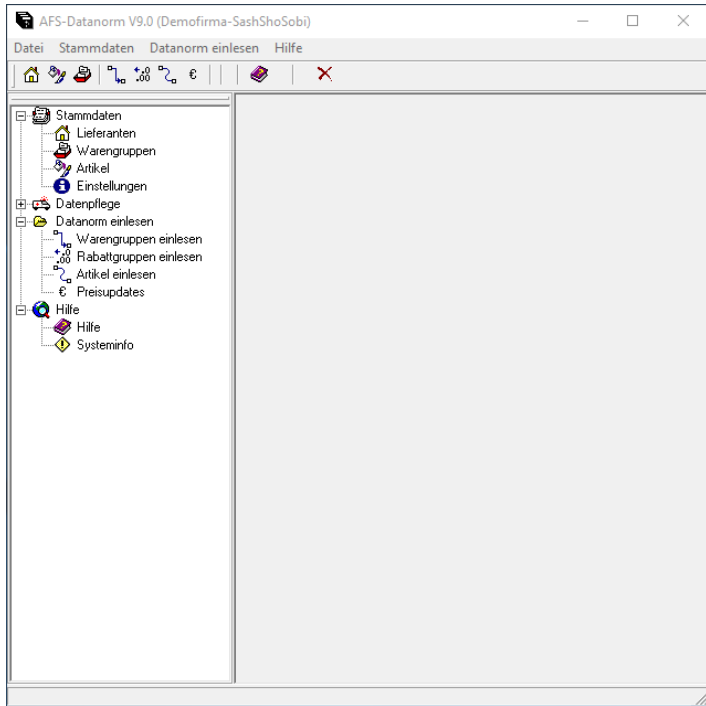 AFS-Datanorm V9.0 (Demofirma-SashShoSobi)
Datei Stammdaten Datanorm einlesen Hilfe
Stammdaten
Lieferanten
Warengruppen
Artikel
Einstellungen
Datenpflege
Datanorm einlesen
Warengruppen einlesen
Rabattgruppen einlesen
Artikel einlesen
€ Preisupdates
Hilfe
Hilfe
Systeminfo